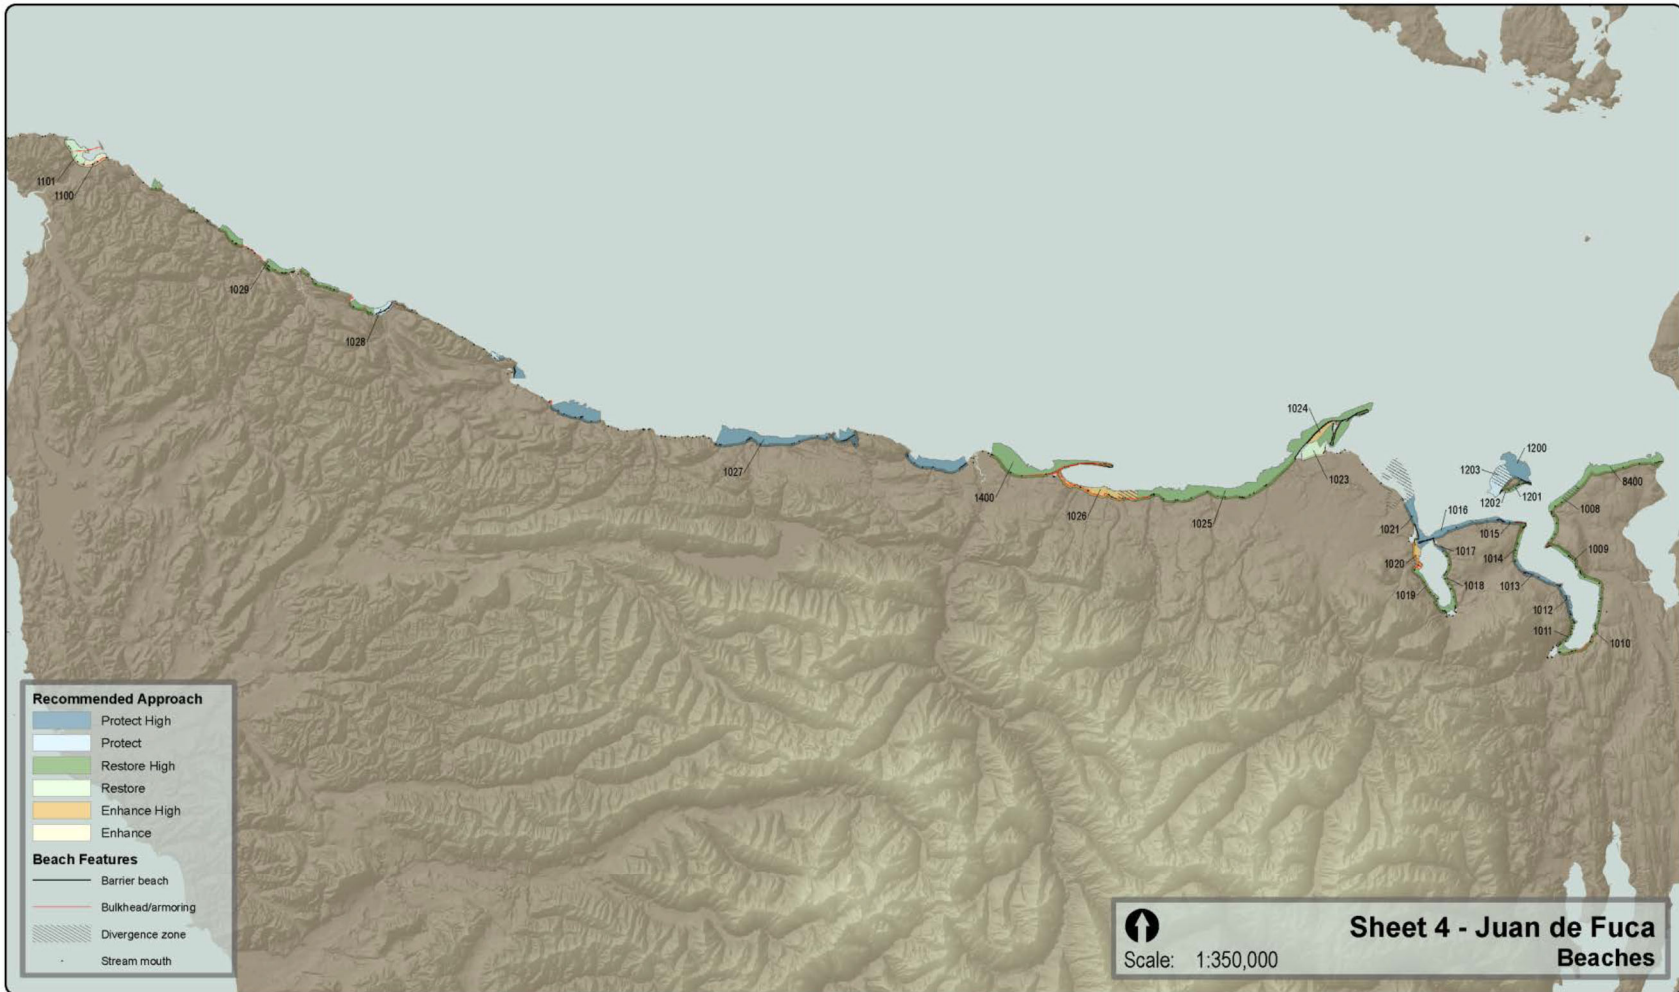 1101
1100
1029
1028
1027
1400
1026
1025
1024
1023
1021
1016
1203
1200
1202
1201
8400
1008
1015
1014
1009
1020
1017
1013
1019
1018
1012
1011
1010
Recommended Approach
Protect High
Protect
Restore High
Restore
Enhance High
Enhance
Beach Features
Barrier beach
Bulkhead/armoring
Divergence zone
Stream mouth
Sheet 4 - Juan de Fuca
Beaches
Scale: 1:350,000